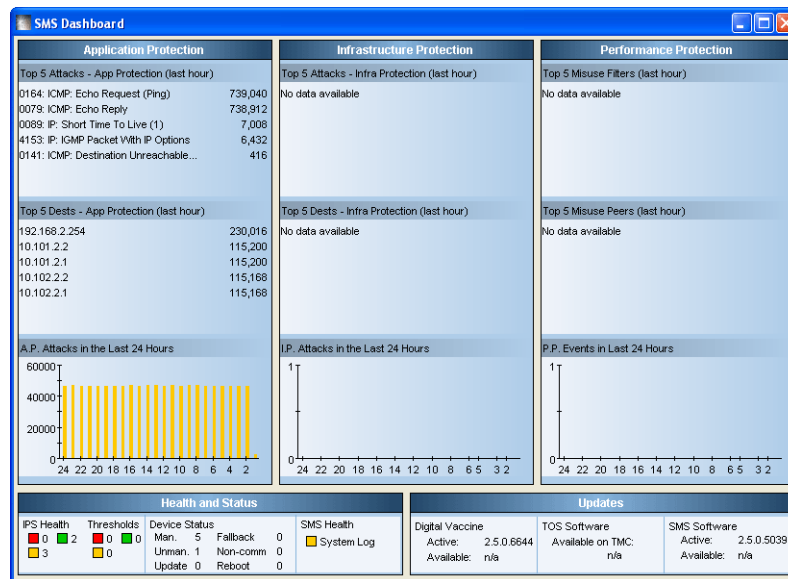 SMS Dashboard
Application Protection
Top 5 Attacks - App Protection (last hour)
0164: ICMP: Echo Request (Ping) 739,040
0079: ICMP: Echo Reply 738,912
0089: IP: Short Time To Live (1) 7,008
4153: IP: IGMP Packet With IP Options 6,432
0141: ICMP: Destination Unreachable... 416
Top 5 Dests - App Protection (last hour)
192.168.2.254 230,016
10.101.2.2 115,200
10.101.2.1 115,200
10.102.2.2 115,168
10.102.2.1 115,168
A.P. Attacks in the Last 24 Hours
60000
40000
20000
0
24 22 20 18 16 14 12 10 8 6 4 2
Infrastructure Protection
Top 5 Attacks - Infra Protection (last hour)
No data available
Top 5 Dests - Infra Protection (last hour)
No data available
I.P. Attacks in the Last 24 Hours
1
0
24 22 20 18 16 14 12 10 8 6 5 3 2
Performance Protection
Top 5 Misuse Filters (last hour)
No data available
Top 5 Misuse Peers (last hour)
No data available
P.P. Events in Last 24 Hours
1
0
24 22 20 18 16 14 12 10 8 6 5 3 2
Health and Status
IPS Health
0 2
3
Thresholds
0 0
0
Device Status
Man. 5 Fallback 0
Unman. 1 Non-comm 0
Update 0 Reboot 0
SMS Health
System Log
Updates
Digital Vaccine
Active: 2.5.0.6644
Available: n/a
TOS Software
Available on TMC:
n/a
SMS Software
Active: 2.5.0.5039
Available: n/a